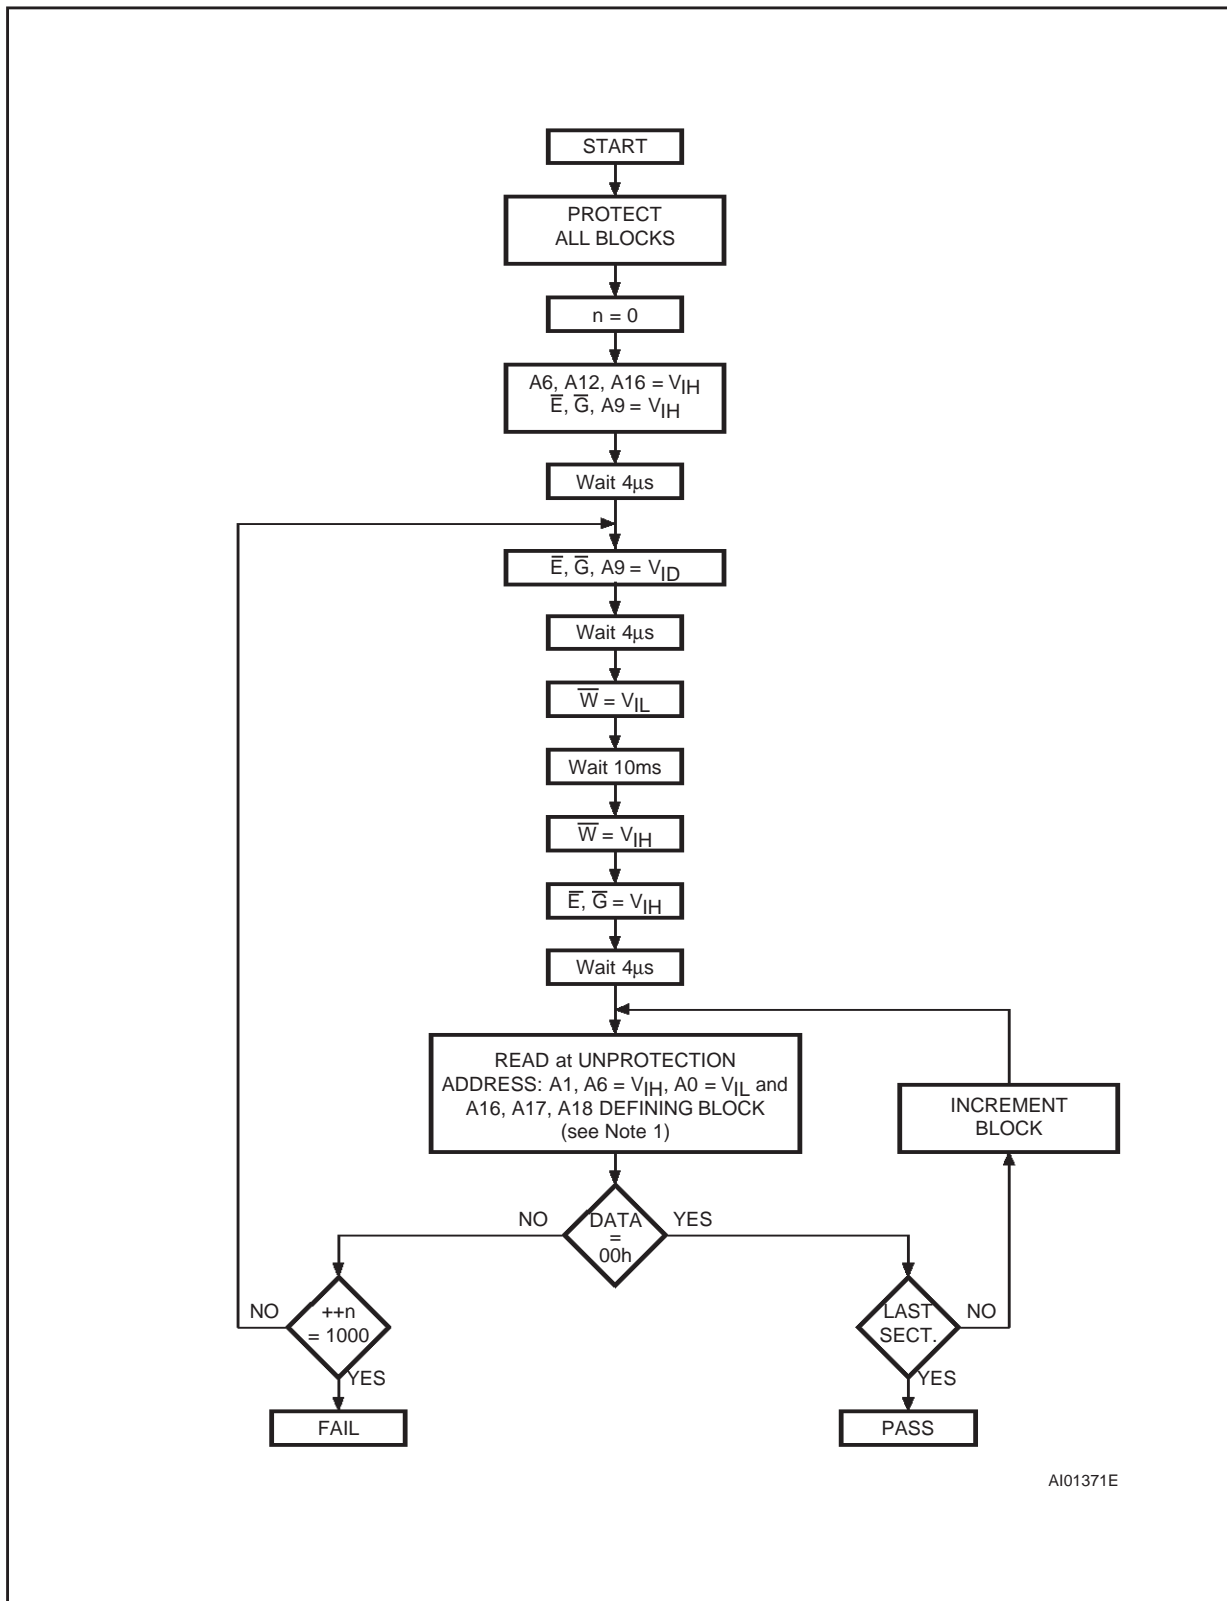 START
PROTECT
ALL BLOCKS
n = 0
A6, A12, A16 = VIH
E̅, G̅, A9 = VIH
Wait 4µs
E̅, G̅, A9 = VID
Wait 4µs
W̅ = VIL
Wait 10ms
W̅ = VIH
E̅, G̅ = VIH
Wait 4µs
READ at UNPROTECTION
ADDRESS: A1, A6 = VIH, A0 = VIL and
A16, A17, A18 DEFINING BLOCK
(see Note 1)
INCREMENT
BLOCK
NO
DATA
=
00h
YES
NO
++n
= 1000
YES
FAIL
LAST
SECT.
NO
YES
PASS
AI01371E